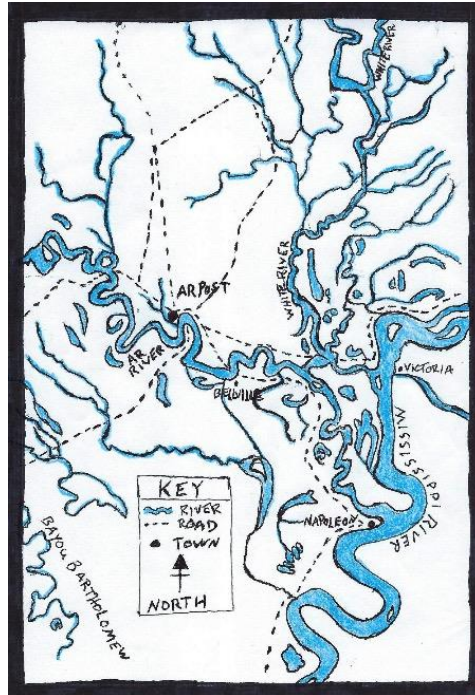 WHITE RIVER
WHITE RIVER
AR POST
AR
RIVER
VICTORIA
BELVILLE
MISSISSIPPI RIVER
NAPOLEON
KEY
RIVER
ROAD
TOWN
NORTH
BAYOU BARTHOLOMEW